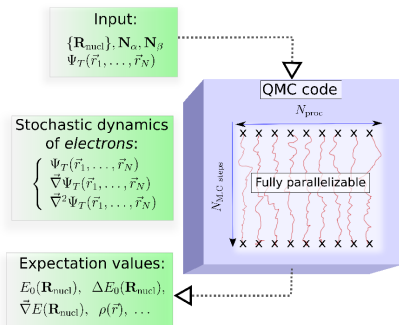 Input:
{R_nucl}, N_α, N_β
Ψ_T(r⃗_1, . . . , r⃗_N)
QMC code
N_proc
x x x x x x x x x
Stochastic dynamics
of electrons:
Ψ_T(r⃗_1, . . . , r⃗_N)
∇⃗Ψ_T(r⃗_1, . . . , r⃗_N)
∇⃗²Ψ_T(r⃗_1, . . . , r⃗_N)
Fully parallelizable
N_M.C steps
x x x x x x x x x
Expectation values:
E_0(R_nucl), ΔE_0(R_nucl),
∇⃗E(R_nucl), ρ(r⃗), . . .